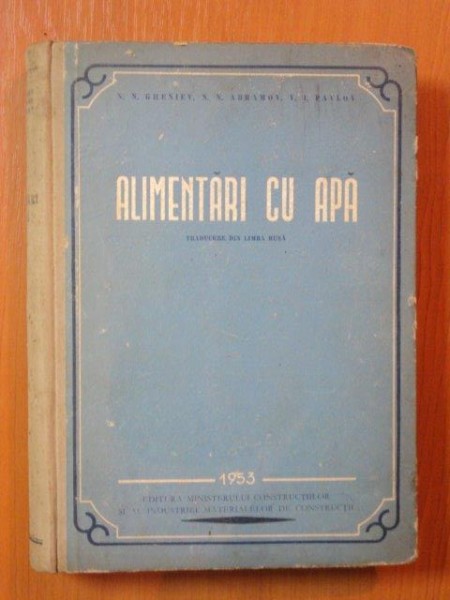 N. N. GHENIEV, N. N. ABRAMOV, V. I. PAVLOV
ALIMENTĂRI CU APĂ
TRADUCERE DIN LIMBA RUSĂ
1953
EDITURA MINISTERULUI CONSTRUCȚIILOR
ȘI AL INDUSTRIEI MATERIALELOR DE CONSTRUCȚII